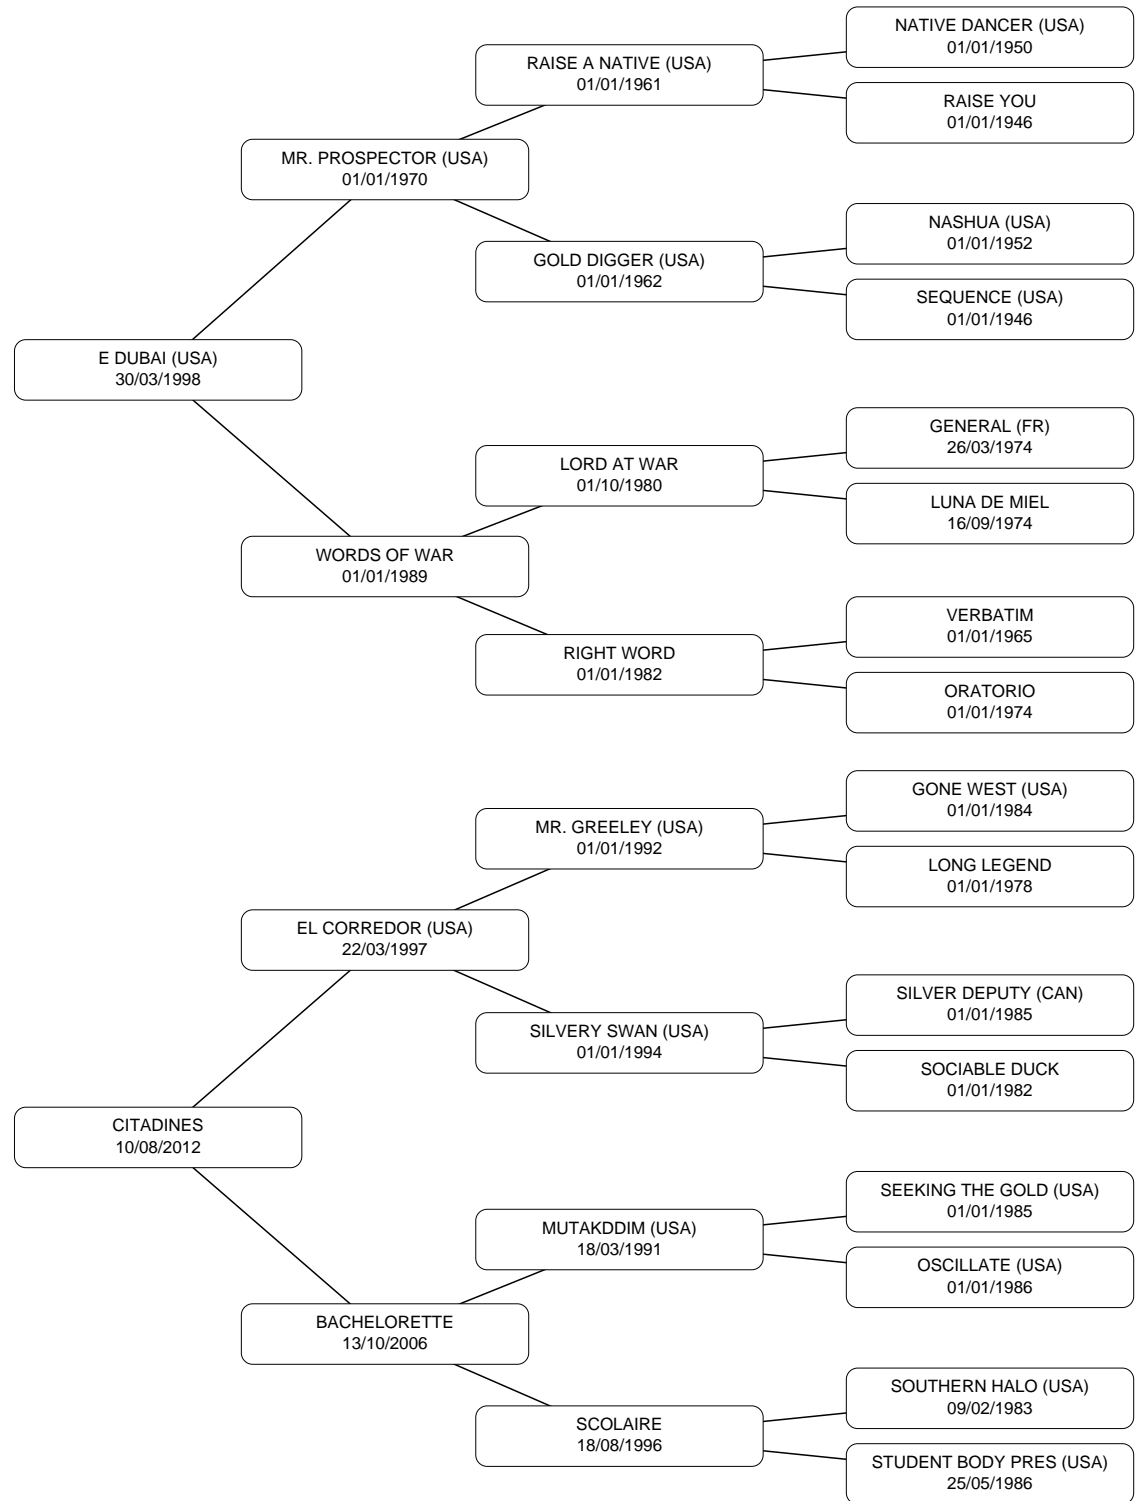 NATIVE DANCER (USA)
01/01/1950
RAISE A NATIVE (USA)
01/01/1961
RAISE YOU
01/01/1946
MR. PROSPECTOR (USA)
01/01/1970
NASHUA (USA)
01/01/1952
GOLD DIGGER (USA)
01/01/1962
SEQUENCE (USA)
01/01/1946
E DUBAI (USA)
30/03/1998
GENERAL (FR)
26/03/1974
LORD AT WAR
01/10/1980
LUNA DE MIEL
16/09/1974
WORDS OF WAR
01/01/1989
VERBATIM
01/01/1965
RIGHT WORD
01/01/1982
ORATORIO
01/01/1974
GONE WEST (USA)
01/01/1984
MR. GREELEY (USA)
01/01/1992
LONG LEGEND
01/01/1978
EL CORREDOR (USA)
22/03/1997
SILVER DEPUTY (CAN)
01/01/1985
SILVERY SWAN (USA)
01/01/1994
SOCIABLE DUCK
01/01/1982
CITADINES
10/08/2012
SEEKING THE GOLD (USA)
01/01/1985
MUTAKDDIM (USA)
18/03/1991
OSCILLATE (USA)
01/01/1986
BACHELORETTE
13/10/2006
SOUTHERN HALO (USA)
09/02/1983
SCOLAIRE
18/08/1996
STUDENT BODY PRES (USA)
25/05/1986